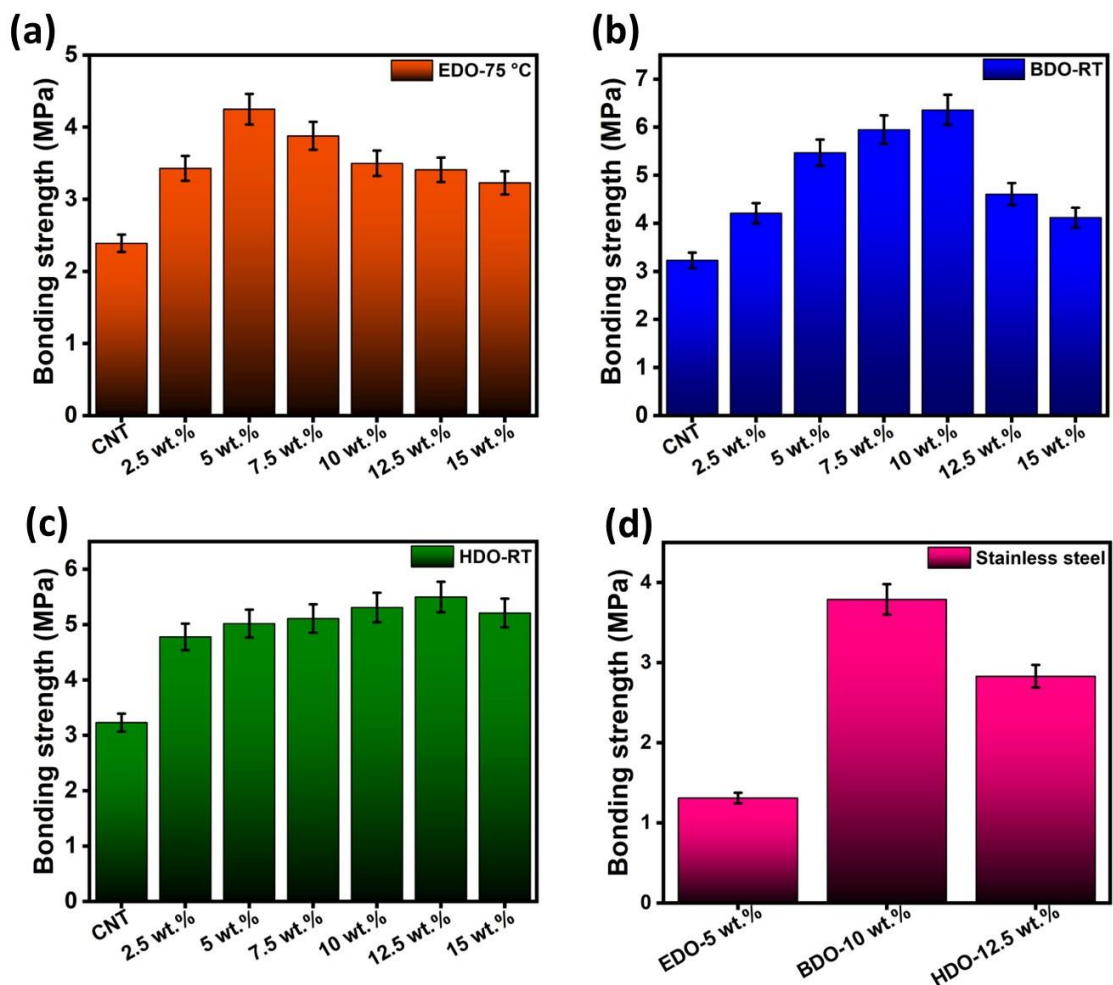 (a)
EDO-75 °C
Bonding strength (MPa)
5
4
3
2
1
0
CNT
2.5 wt.%
5 wt.%
7.5 wt.%
10 wt.%
12.5 wt.%
15 wt.%
(b)
BDO-RT
Bonding strength (MPa)
7
6
5
4
3
2
1
0
CNT
2.5 wt.%
5 wt.%
7.5 wt.%
10 wt.%
12.5 wt.%
15 wt.%
(c)
HDO-RT
Bonding strength (MPa)
6
5
4
3
2
1
0
CNT
2.5 wt.%
5 wt.%
7.5 wt.%
10 wt.%
12.5 wt.%
15 wt.%
(d)
Stainless steel
Bonding strength (MPa)
4
3
2
1
0
EDO-5 wt.%
BDO-10 wt.%
HDO-12.5 wt.%